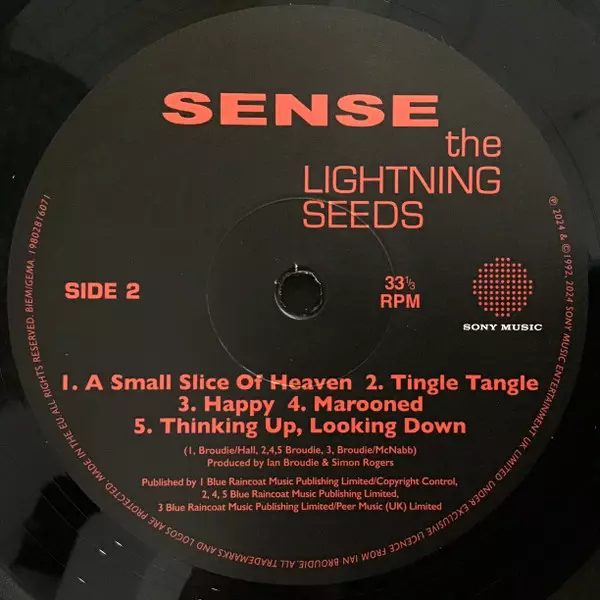 SENSE
the
LIGHTNING
SEEDS
SIDE 2
33⅓
RPM
SONY MUSIC
1. A Small Slice Of Heaven 2. Tingle Tangle
3. Happy 4. Marooned
5. Thinking Up, Looking Down
(1, Broudie/Hall, 2,4,5 Broudie, 3, Broudie/McNabb)
Produced by Ian Broudie & Simon Rogers
Published by 1 Blue Raincoat Music Publishing Limited/Copyright Control,
2, 4, 5 Blue Raincoat Music Publishing Limited,
3 Blue Raincoat Music Publishing Limited/Peer Music (UK) Limited
℗ 2024 & ©1992, 2024 SONY MUSIC ENTERTAINMENT UK LIMITED UNDER EXCLUSIVE LICENCE FROM IAN BROUDIE. ALL TRADEMARKS AND LOGOS ARE PROTECTED. MADE IN THE EU. ALL RIGHTS RESERVED. BIEM/GEMA. 19802816071